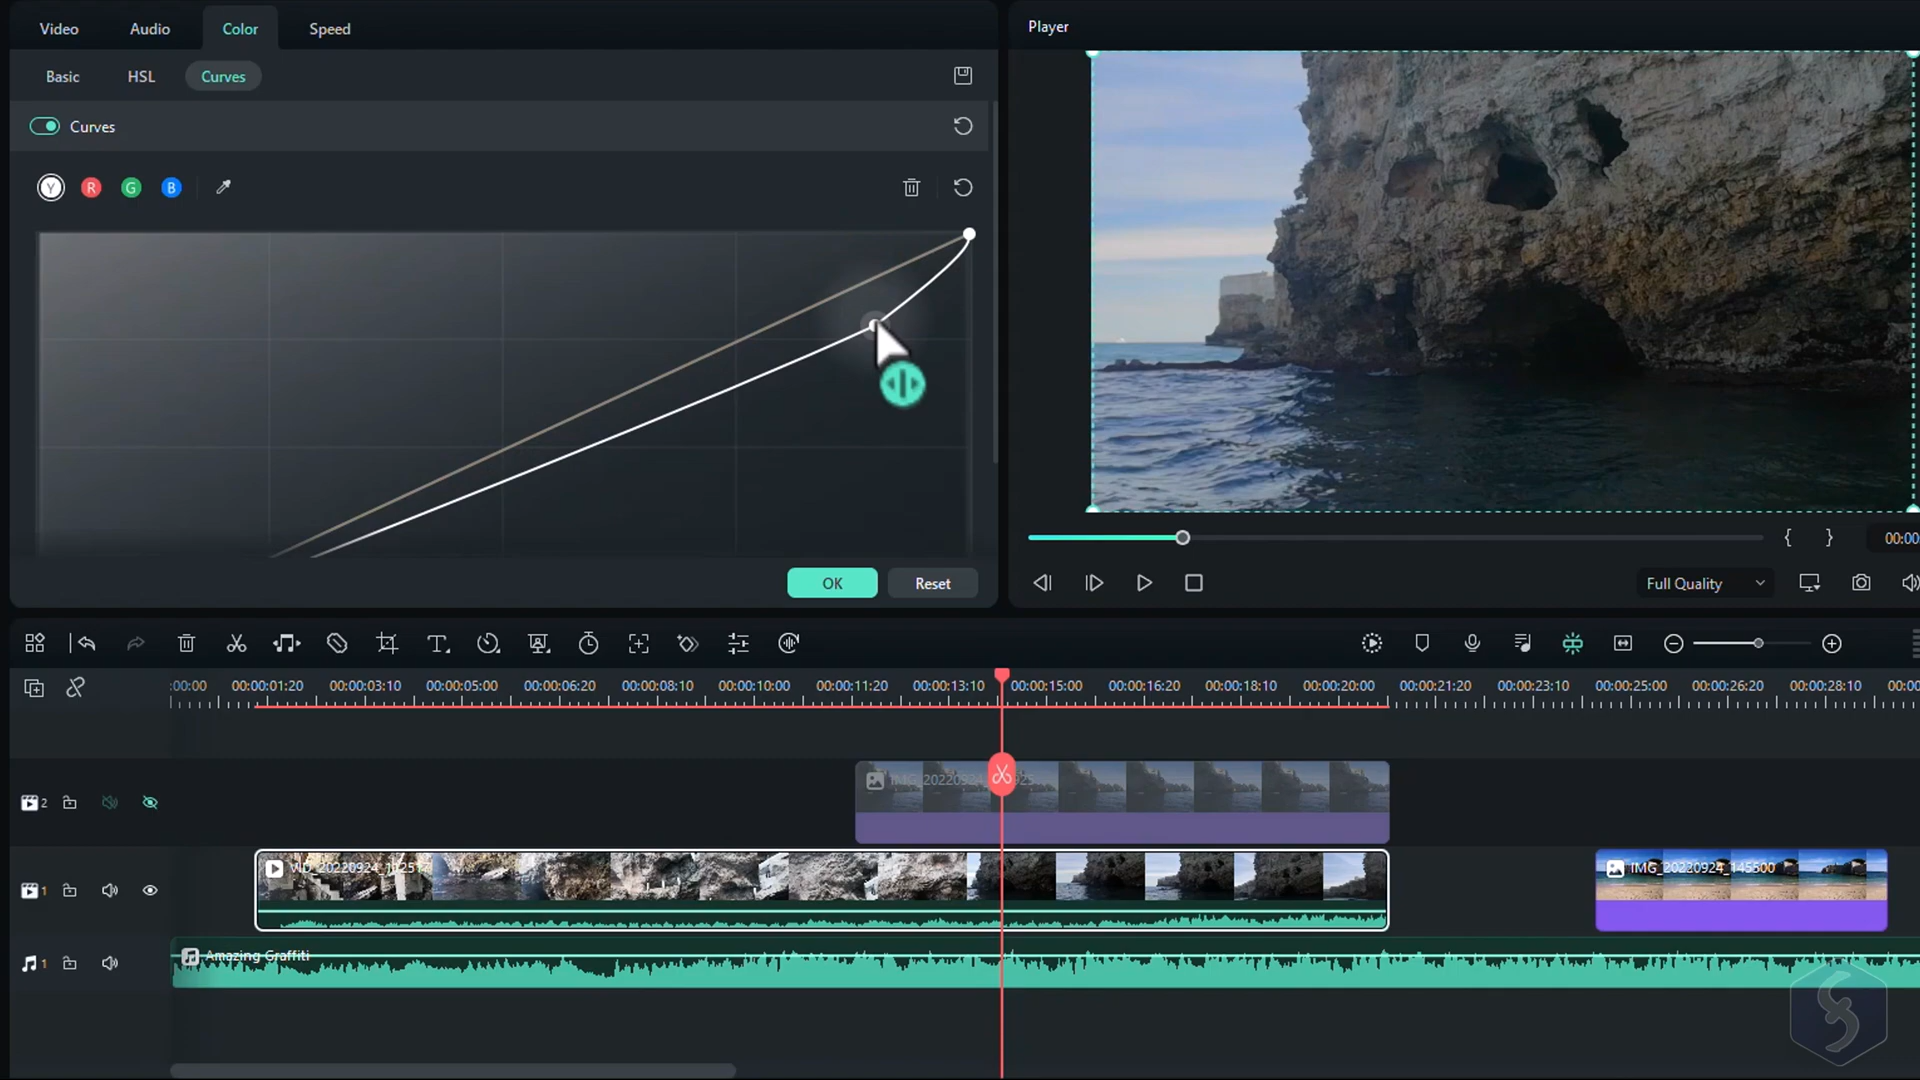 Video Audio Color Speed
Player
Basic HSL Curves
Curves
Y R G B
OK Reset
{ } 00:00
Full Quality
:00:00 00:00:01:20 00:00:03:10 00:00:05:00 00:00:06:20 00:00:08:10 00:00:10:00 00:00:11:20 00:00:13:10 00:00:15:00 00:00:16:20 00:00:18:10 00:00:20:00 00:00:21:20 00:00:23:10 00:00:25:00 00:00:26:20 00:00:28:10 00:00
2
1
VID_20220924_
IMG_20220924_145500
1
Amazing Graffiti